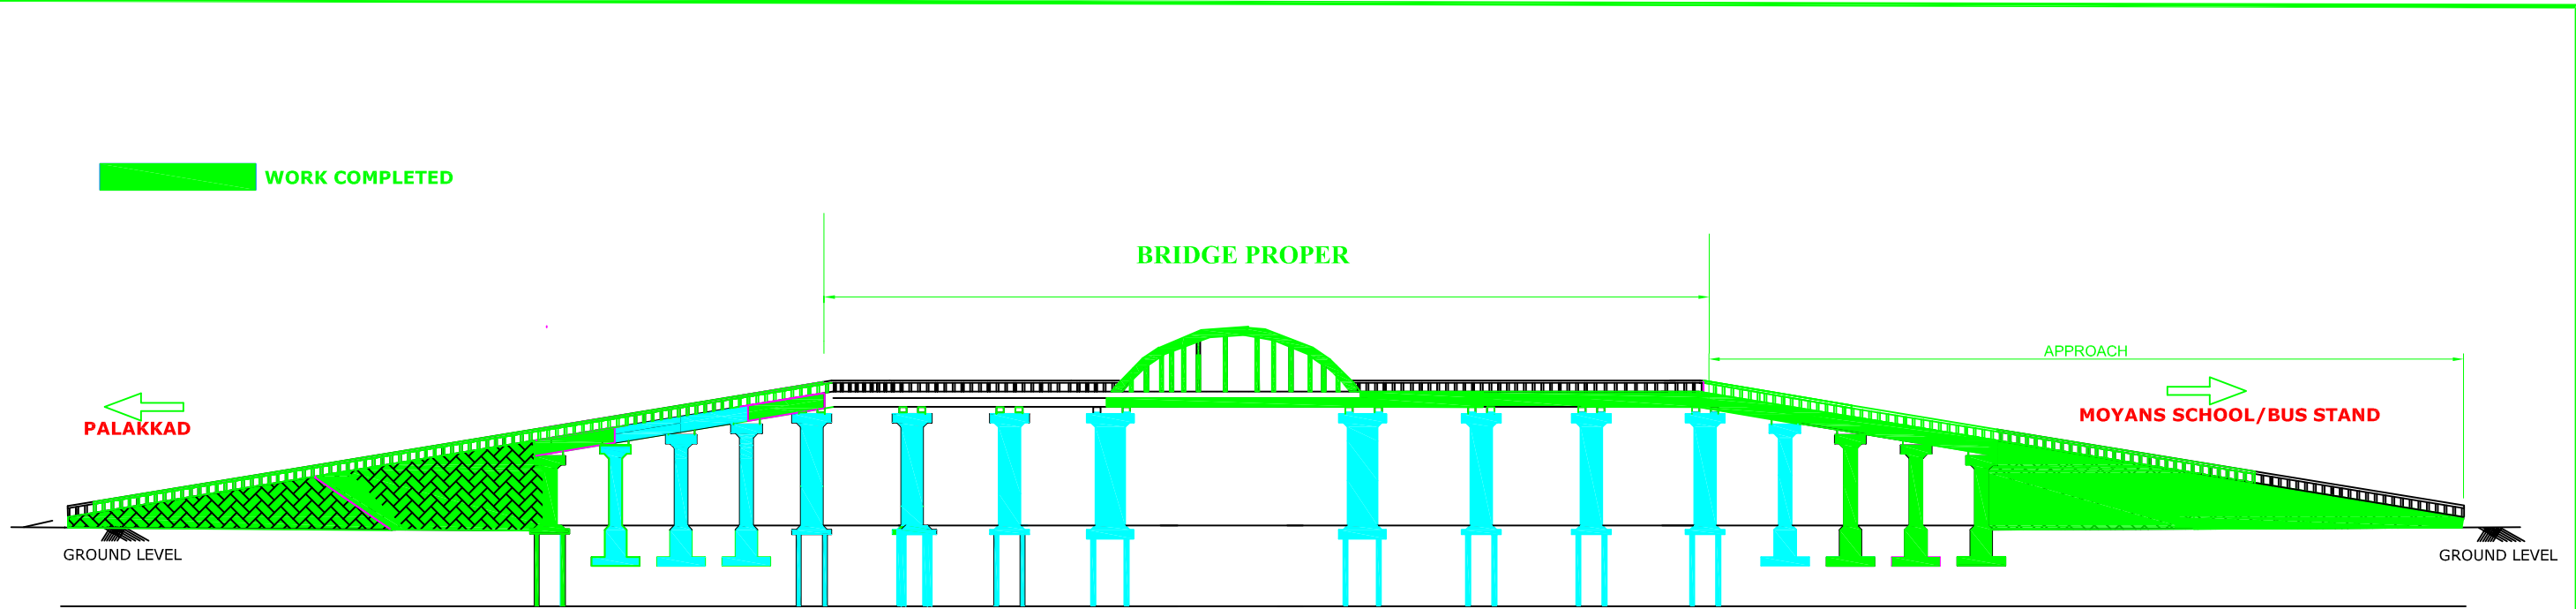 WORK COMPLETED
BRIDGE PROPER
APPROACH
PALAKKAD
MOYANS SCHOOL/BUS STAND
GROUND LEVEL
GROUND LEVEL